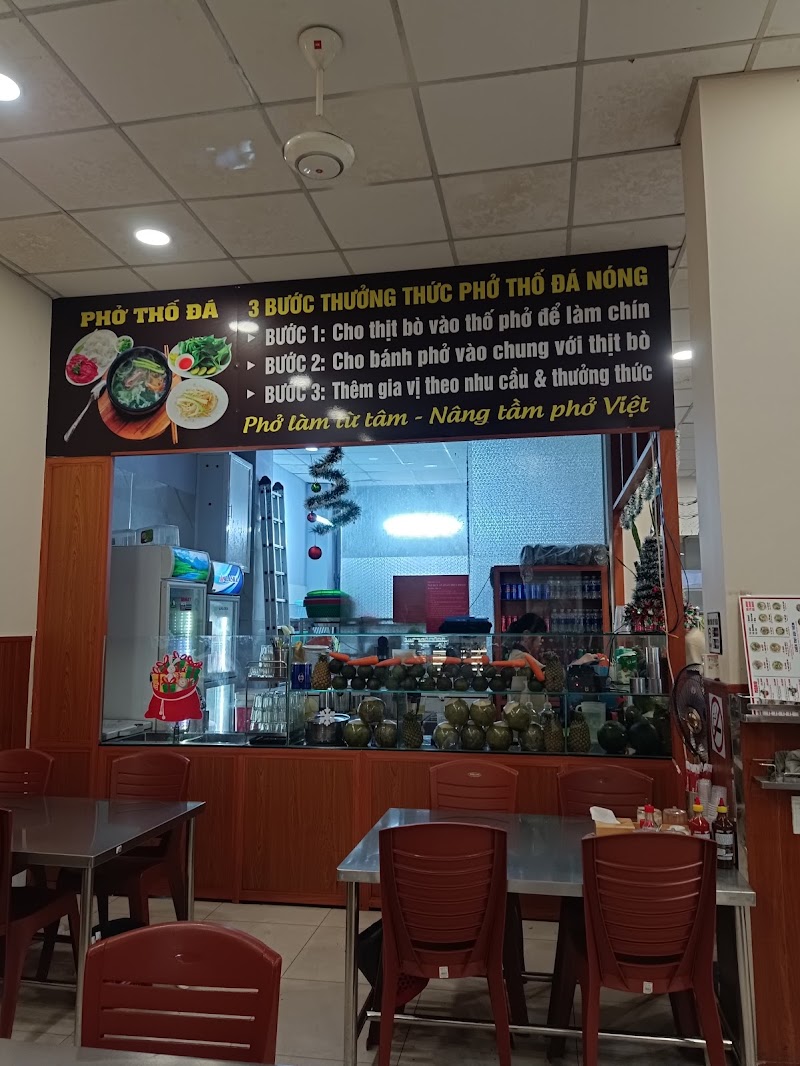 PHỞ THỐ ĐÁ
3 BƯỚC THƯỞNG THỨC PHỞ THỐ ĐÁ NÓNG
BƯỚC 1: Cho thịt bò vào thố phở để làm chín
BƯỚC 2: Cho bánh phở vào chung với thịt bò
BƯỚC 3: Thêm gia vị theo nhu cầu & thưởng thức
Phở làm từ tâm - Nâng tầm phở Việt